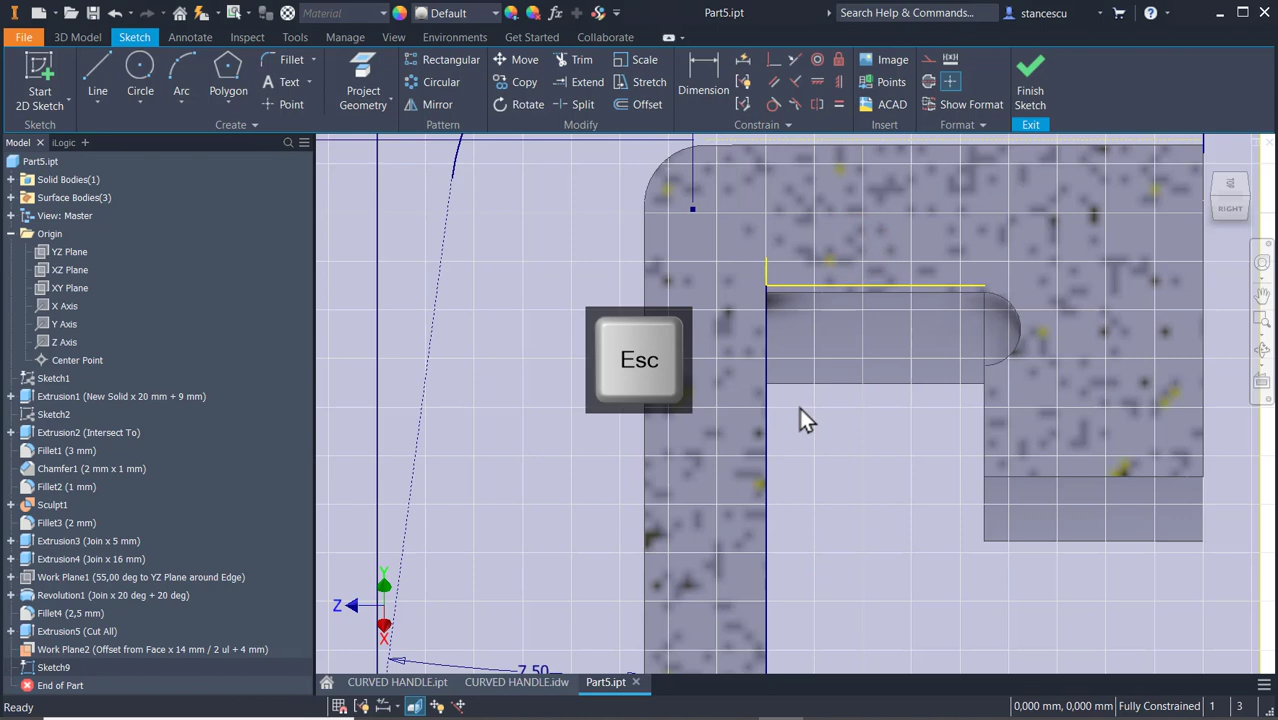 Material
Default
Part5.ipt
Search Help & Commands...
stancescu
File
3D Model
Sketch
Annotate
Inspect
Tools
Manage
View
Environments
Get Started
Collaborate
Start
2D Sketch
Line
Circle
Arc
Polygon
Fillet
Text
Point
Project
Geometry
Rectangular
Circular
Mirror
Move
Copy
Rotate
Trim
Extend
Split
Scale
Stretch
Offset
Dimension
Image
Points
ACAD
Show Format
Finish
Sketch
Sketch
Create
Pattern
Modify
Constrain
Insert
Format
Exit
Model
iLogic
Part5.ipt
Solid Bodies(1)
Surface Bodies(3)
View: Master
Origin
YZ Plane
XZ Plane
XY Plane
X Axis
Y Axis
Z Axis
Center Point
Sketch1
Extrusion1 (New Solid x 20 mm + 9 mm)
Sketch2
Extrusion2 (Intersect To)
Fillet1 (3 mm)
Chamfer1 (2 mm x 1 mm)
Fillet2 (1 mm)
Sculpt1
Fillet3 (2 mm)
Extrusion3 (Join x 5 mm)
Extrusion4 (Join x 16 mm)
Work Plane1 (55,00 deg to YZ Plane around Edge)
Revolution1 (Join x 20 deg + 20 deg)
Fillet4 (2,5 mm)
Extrusion5 (Cut All)
Work Plane2 (Offset from Face x 14 mm / 2 ul + 4 mm)
Sketch9
End of Part
Esc
RIGHT
Y
Z
X
7.50
CURVED HANDLE.ipt
CURVED HANDLE.idw
Part5.ipt
Ready
0,000 mm, 0,000 mm
Fully Constrained
1
3